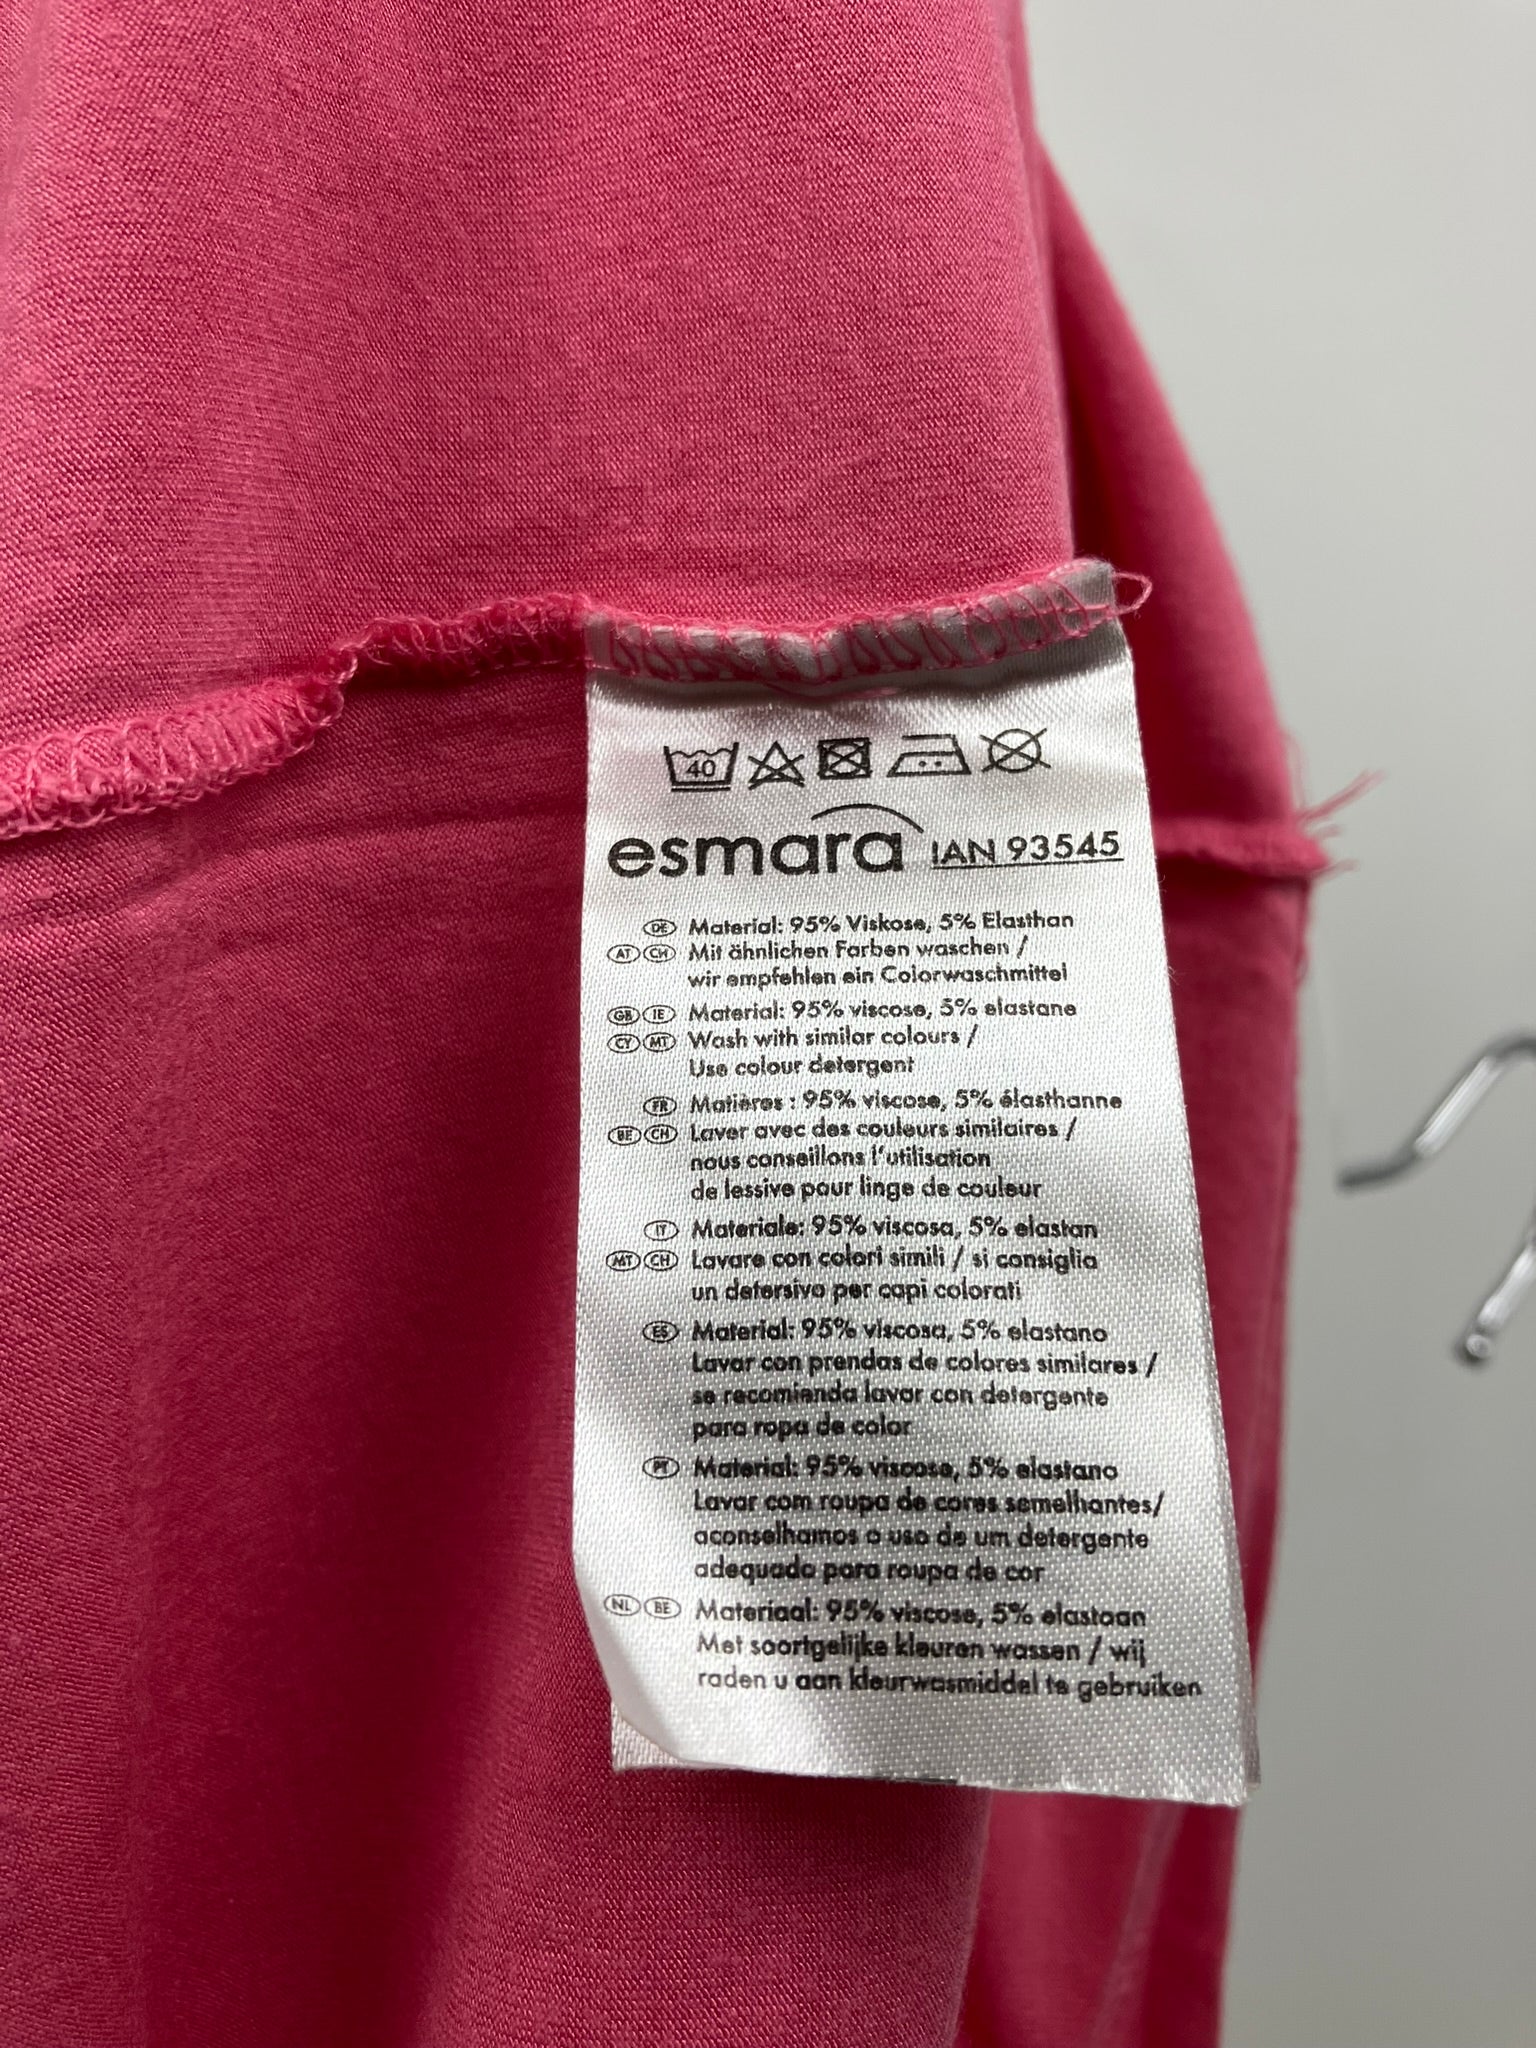 40
esmara IAN 93545
DE Material: 95% Viskose, 5% Elasthan
AT CH Mit ähnlichen Farben waschen /
wir empfehlen ein Colorwaschmittel
GB IE Material: 95% viscose, 5% elastane
CY MT Wash with similar colours /
Use colour detergent
FR Matières : 95% viscose, 5% élasthanne
BE CH Laver avec des couleurs similaires /
nous conseillons l'utilisation
de lessive pour linge de couleur
IT Materiale: 95% viscosa, 5% elastan
MT CH Lavare con colori simili / si consiglia
un detersivo per capi colorati
ES Material: 95% viscosa, 5% elastano
Lavar con prendas de colores similares /
se recomienda lavar con detergente
para ropa de color
PT Material: 95% viscose, 5% elastano
Lavar com roupa de cores semelhantes/
aconselhamos o uso de um detergente
adequado para roupa de cor
NL BE Materiaal: 95% viscose, 5% elastaan
Met soortgelijke kleuren wassen / wij
raden u aan kleurwasmiddel te gebruiken